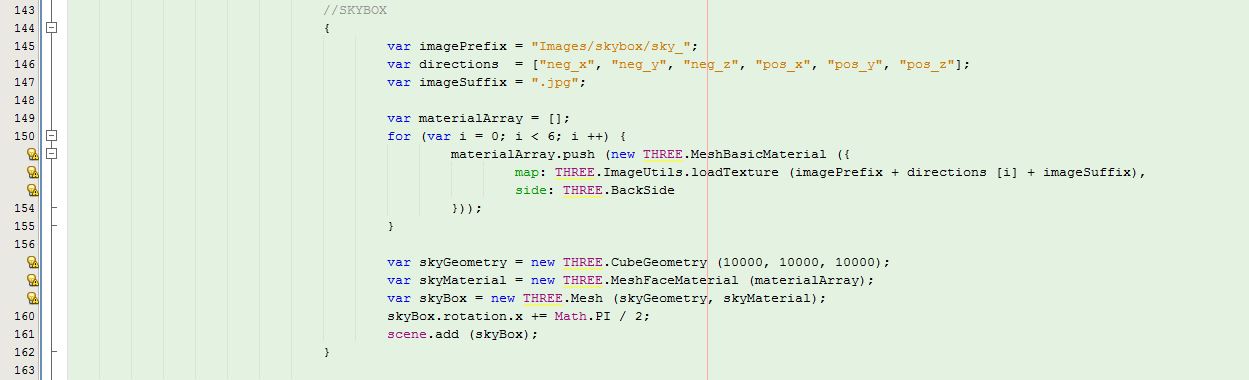 143 //SKYBOX
144 {
145 var imagePrefix = "Images/skybox/sky_";
146 var directions  = ["neg_x", "neg_y", "neg_z", "pos_x", "pos_y", "pos_z"];
147 var imageSuffix = ".jpg";
148
149 var materialArray = [];
150 for (var i = 0; i < 6; i ++) {
materialArray.push (new THREE.MeshBasicMaterial ({
map: THREE.ImageUtils.loadTexture (imagePrefix + directions [i] + imageSuffix),
side: THREE.BackSide
154 }));
155 }
156
var skyGeometry = new THREE.CubeGeometry (10000, 10000, 10000);
var skyMaterial = new THREE.MeshFaceMaterial (materialArray);
var skyBox = new THREE.Mesh (skyGeometry, skyMaterial);
160 skyBox.rotation.x += Math.PI / 2;
161 scene.add (skyBox);
162 }
163